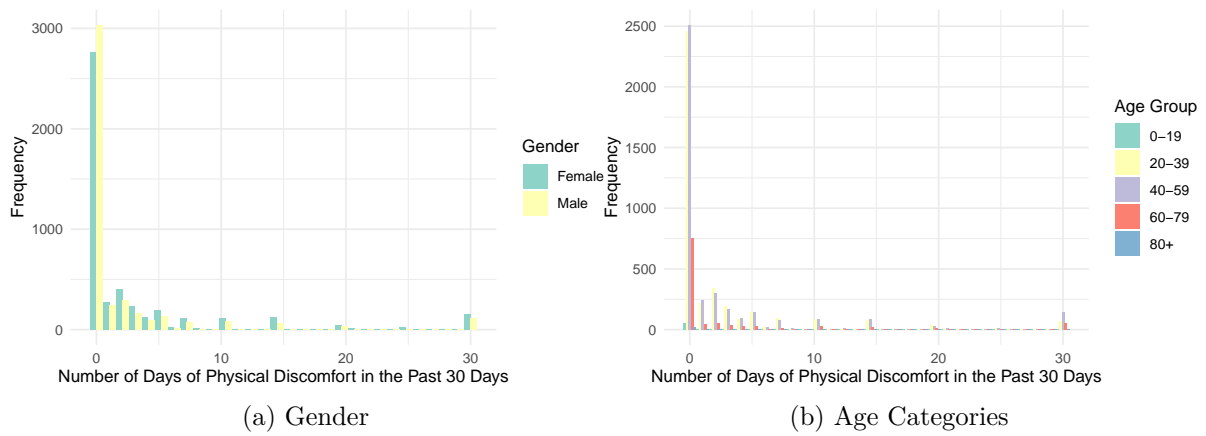 3000
2000
1000
0
Frequency
0
10
20
30
Number of Days of Physical Discomfort in the Past 30 Days
Gender
Female
Male
(a) Gender
2500
2000
1500
1000
500
0
Frequency
0
10
20
30
Number of Days of Physical Discomfort in the Past 30 Days
Age Group
0−19
20−39
40−59
60−79
80+
(b) Age Categories